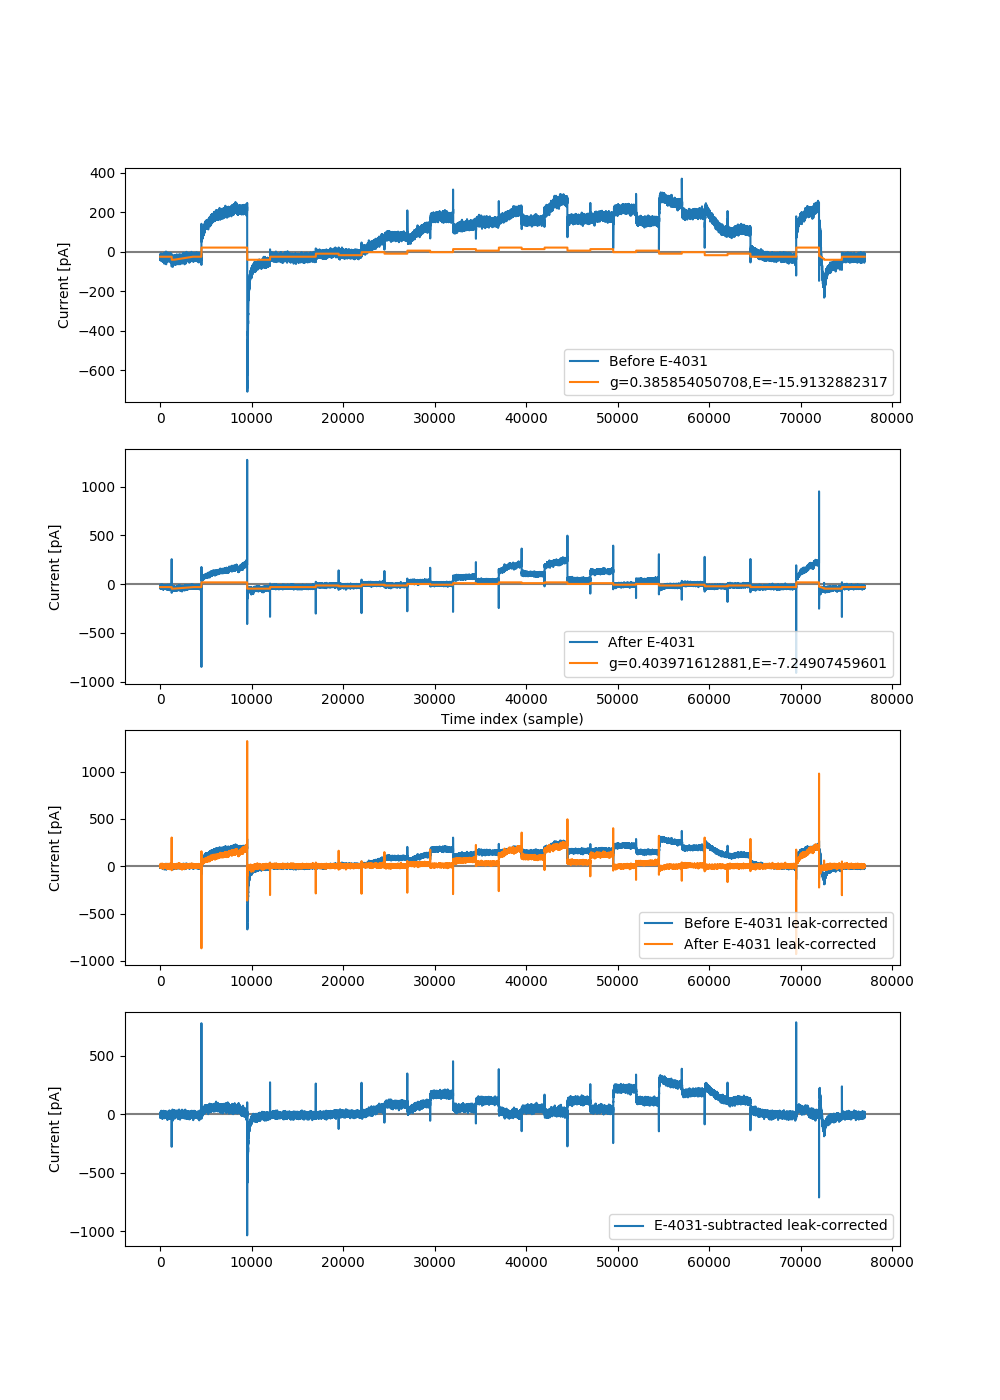 400
200
0
−200
−400
−600
Current [pA]
Before E-4031
g=0.385854050708,E=-15.9132882317
0 10000 20000 30000 40000 50000 60000 70000 80000
1000
500
0
−500
−1000
Current [pA]
After E-4031
g=0.403971612881,E=-7.24907459601
0 10000 20000 30000 40000 50000 60000 70000 80000
Time index (sample)
1000
500
0
−500
−1000
Current [pA]
Before E-4031 leak-corrected
After E-4031 leak-corrected
0 10000 20000 30000 40000 50000 60000 70000 80000
500
0
−500
−1000
Current [pA]
E-4031-subtracted leak-corrected
0 10000 20000 30000 40000 50000 60000 70000 80000